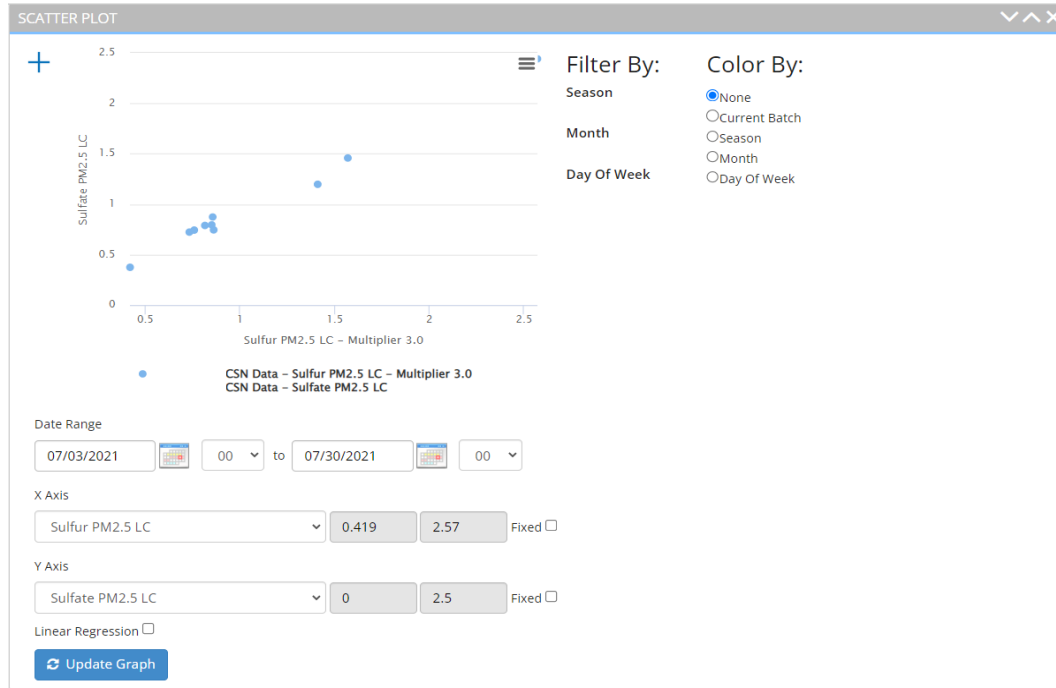 SCATTER PLOT
2.5
2
1.5
1
0.5
0
Sulfate PM2.5 LC
0.5
1
1.5
2
2.5
Sulfur PM2.5 LC – Multiplier 3.0
CSN Data – Sulfur PM2.5 LC – Multiplier 3.0
CSN Data – Sulfate PM2.5 LC
Filter By:
Season
Month
Day Of Week
Color By:
None
Current Batch
Season
Month
Day Of Week
Date Range
07/03/2021 00 to 07/30/2021 00
X Axis
Sulfur PM2.5 LC 0.419 2.57 Fixed
Y Axis
Sulfate PM2.5 LC 0 2.5 Fixed
Linear Regression
Update Graph